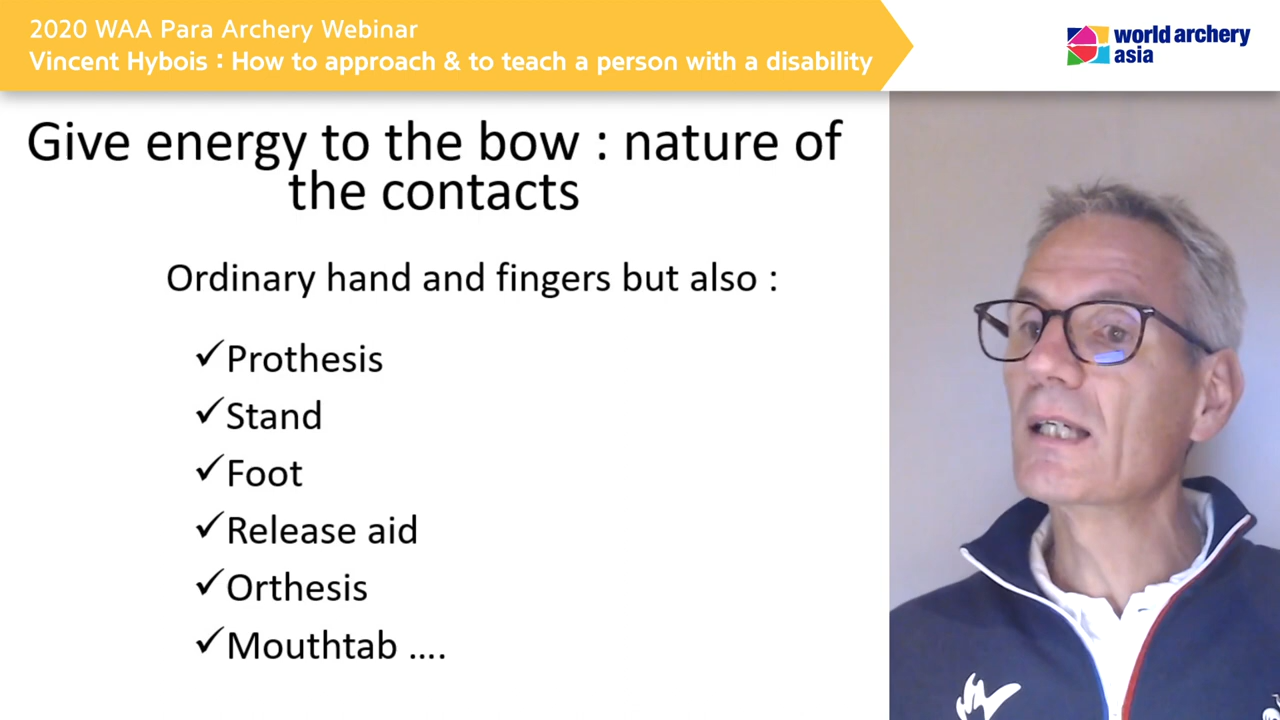 2020 WAA Para Archery Webinar
Vincent Hybois : How to approach & to teach a person with a disability
world archery
asia
Give energy to the bow : nature of
the contacts
Ordinary hand and fingers but also :
✓Prothesis
✓Stand
✓Foot
✓Release aid
✓Orthesis
✓Mouthtab ....